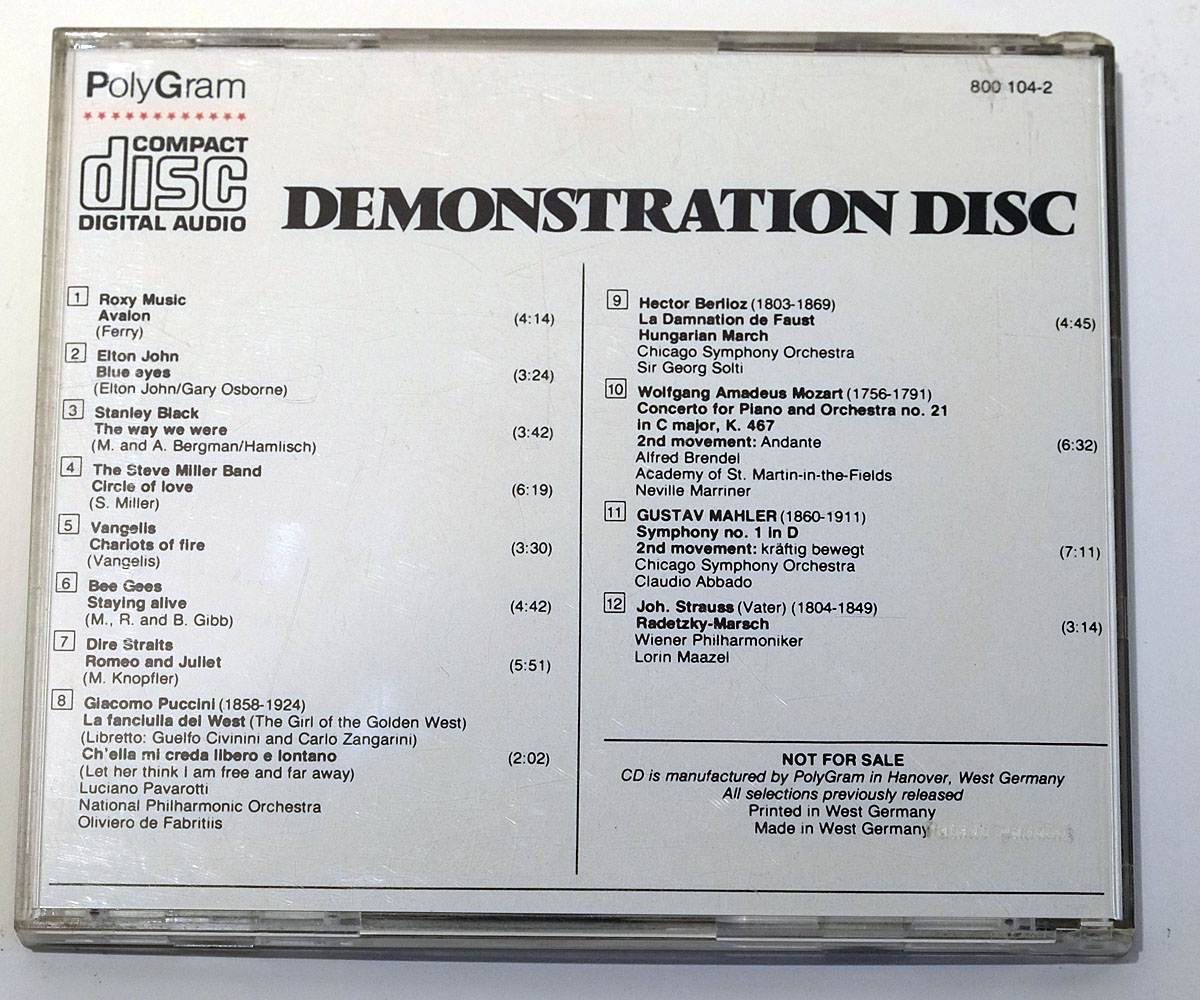 PolyGram
800 104-2
COMPACT
disc
DIGITAL AUDIO
DEMONSTRATION DISC
1 Roxy Music
Avalon (4:14)
(Ferry)
2 Elton John
Blue eyes (3:24)
(Elton John/Gary Osborne)
3 Stanley Black
The way we were (3:42)
(M. and A. Bergman/Hamlisch)
4 The Steve Miller Band
Circle of love (6:19)
(S. Miller)
5 Vangelis
Chariots of fire (3:30)
(Vangelis)
6 Bee Gees
Staying alive (4:42)
(M., R. and B. Gibb)
7 Dire Straits
Romeo and Juliet (5:51)
(M. Knopfler)
8 Giacomo Puccini (1858-1924)
La fanciulla del West (The Girl of the Golden West)
(Libretto: Guelfo Civinini and Carlo Zangarini)
Ch'ella mi creda libero e lontano (2:02)
(Let her think I am free and far away)
Luciano Pavarotti
National Philharmonic Orchestra
Oliviero de Fabritiis
9 Hector Berlioz (1803-1869)
La Damnation de Faust (4:45)
Hungarian March
Chicago Symphony Orchestra
Sir Georg Solti
10 Wolfgang Amadeus Mozart (1756-1791)
Concerto for Piano and Orchestra no. 21
in C major, K. 467
2nd movement: Andante (6:32)
Alfred Brendel
Academy of St. Martin-in-the-Fields
Neville Marriner
11 GUSTAV MAHLER (1860-1911)
Symphony no. 1 in D
2nd movement: kräftig bewegt (7:11)
Chicago Symphony Orchestra
Claudio Abbado
12 Joh. Strauss (Vater) (1804-1849)
Radetzky-Marsch (3:14)
Wiener Philharmoniker
Lorin Maazel
NOT FOR SALE
CD is manufactured by PolyGram in Hanover, West Germany
All selections previously released
Printed in West Germany
Made in West Germany